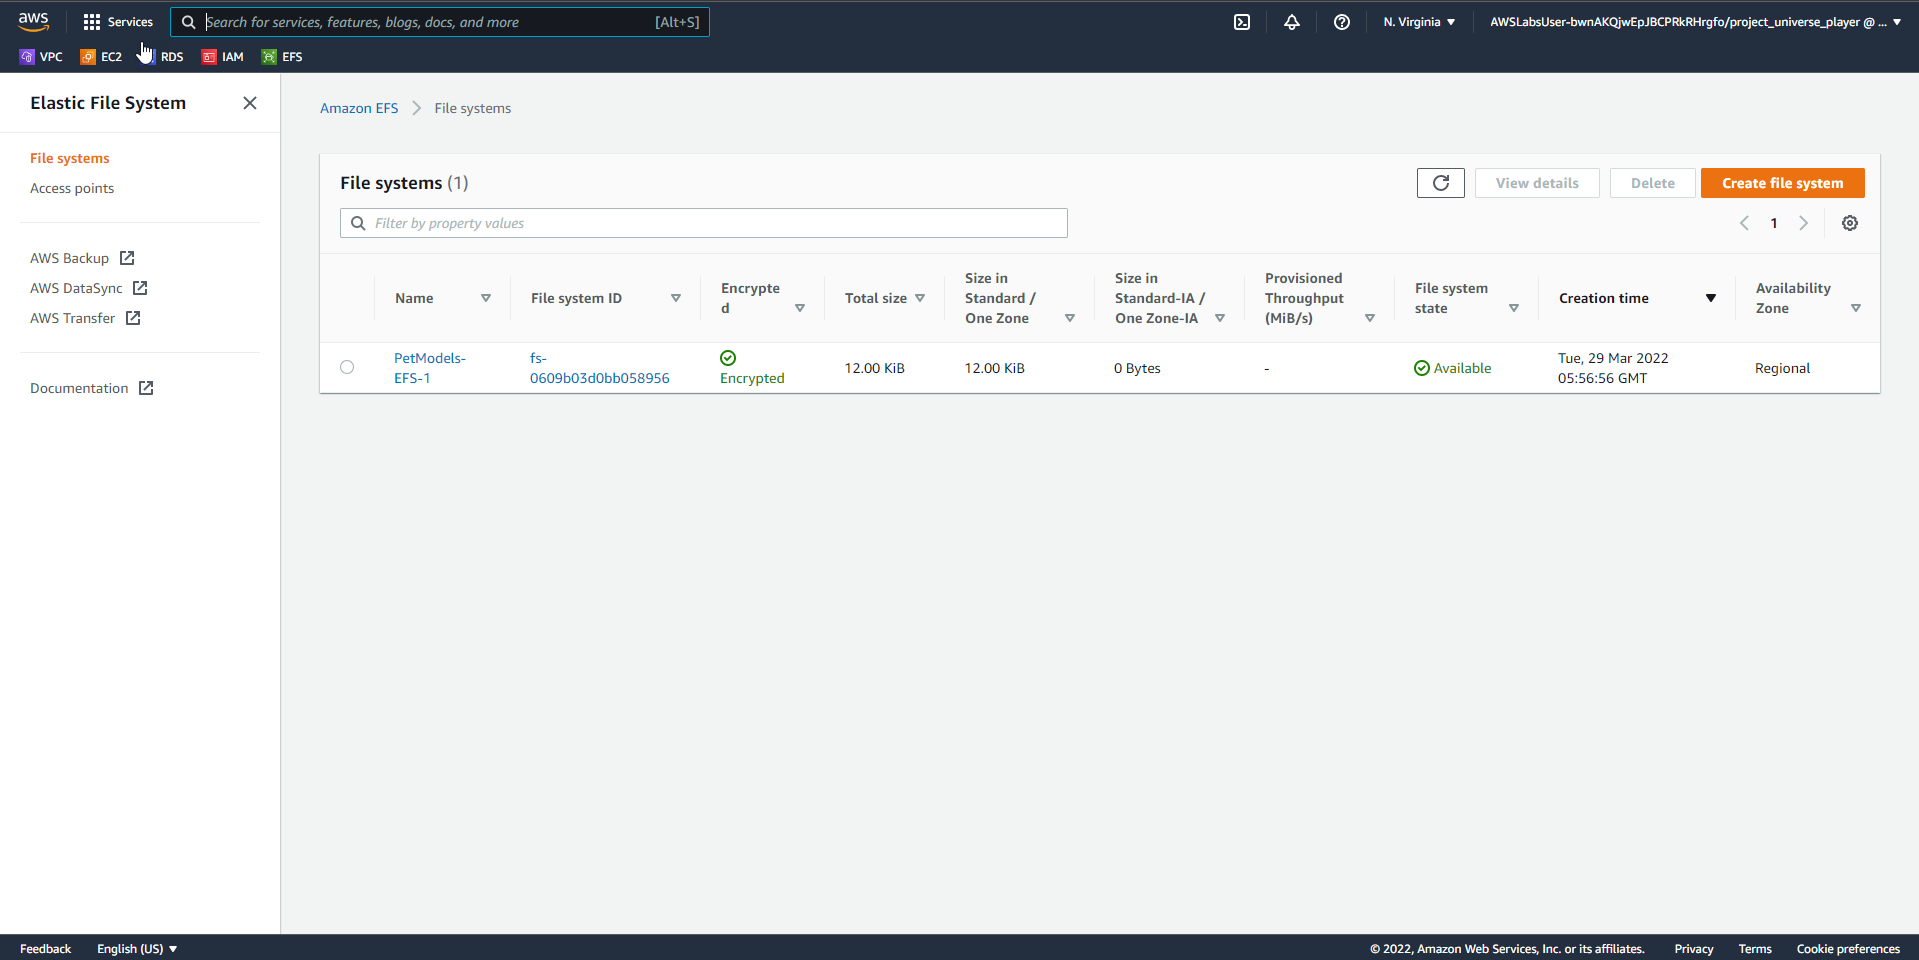 aws Services Search for services, features, blogs, docs, and more [Alt+S] N. Virginia ▼ AWSLabsUser-bwnAKQjwEpJBCPRkRHrgfo/project_universe_player @ ... ▼
VPC EC2 RDS IAM EFS
Elastic File System
File systems
Access points
AWS Backup
AWS DataSync
AWS Transfer
Documentation
Amazon EFS > File systems
File systems (1)
View details Delete Create file system
Filter by property values
1
Name
File system ID
Encrypte
d
Total size
Size in
Standard /
One Zone
Size in
Standard-IA /
One Zone-IA
Provisioned
Throughput
(MiB/s)
File system
state
Creation time
Availability
Zone
PetModels-
EFS-1
fs-
0609b03d0bb058956
Encrypted
12.00 KiB
12.00 KiB
0 Bytes
-
Available
Tue, 29 Mar 2022
05:56:56 GMT
Regional
Feedback English (US) ▼ © 2022, Amazon Web Services, Inc. or its affiliates. Privacy Terms Cookie preferences